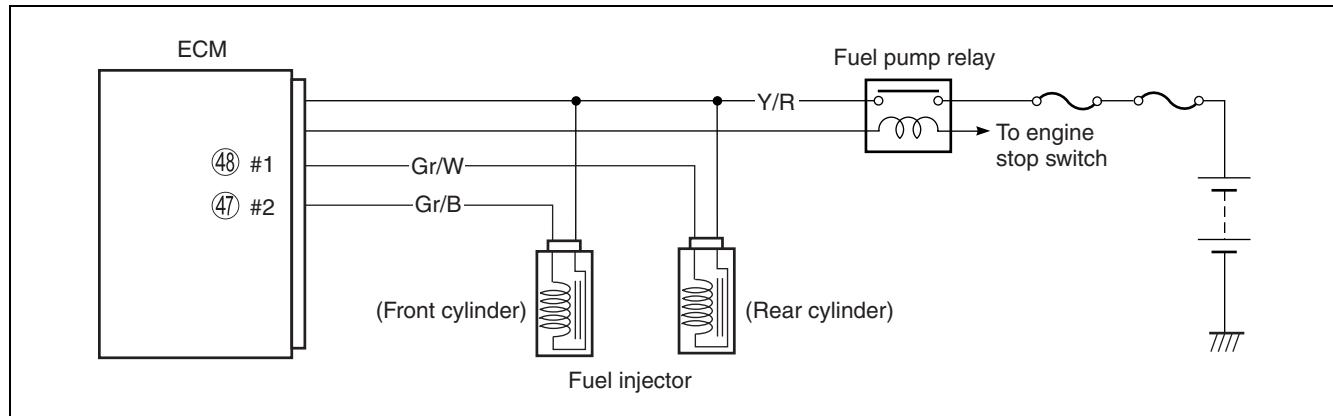 ECM
Fuel pump relay
Y/R
To engine
stop switch
㊽ #1
Gr/W
㊼ #2
Gr/B
(Front cylinder)
(Rear cylinder)
Fuel injector